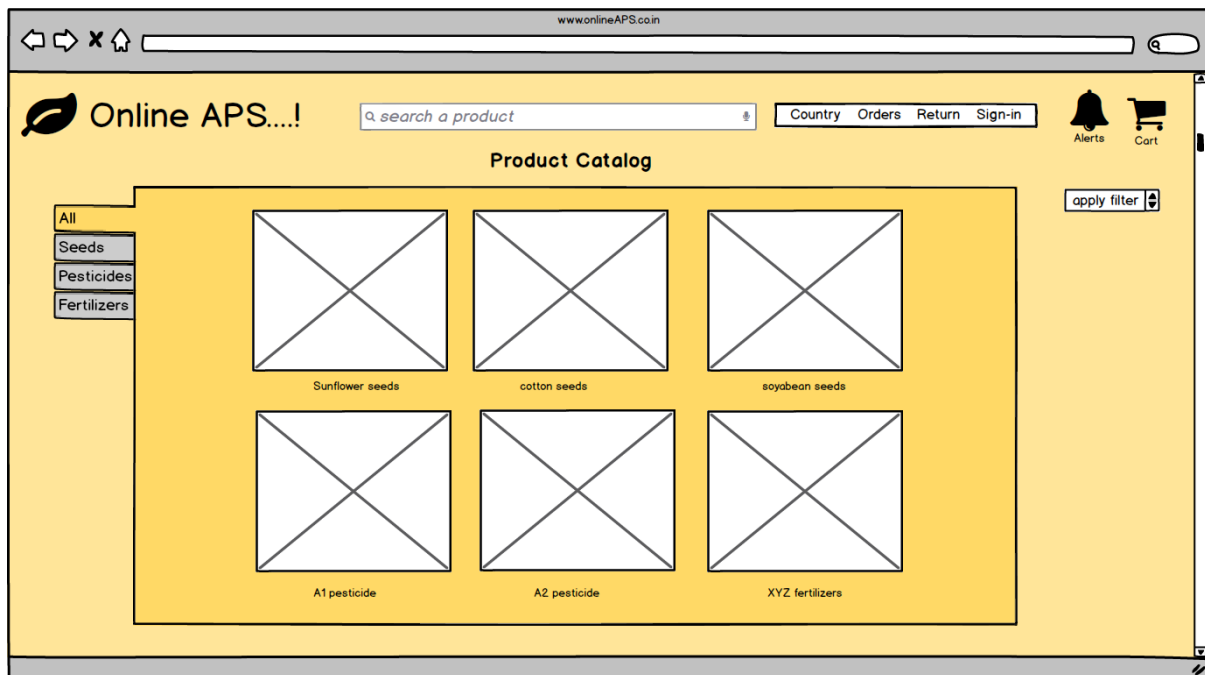 www.onlineAPS.co.in
Online APS....!
search a product
Country Orders Return Sign-in
Alerts
Cart
Product Catalog
apply filter
All
Seeds
Pesticides
Fertilizers
Sunflower seeds
cotton seeds
soyabean seeds
A1 pesticide
A2 pesticide
XYZ fertilizers